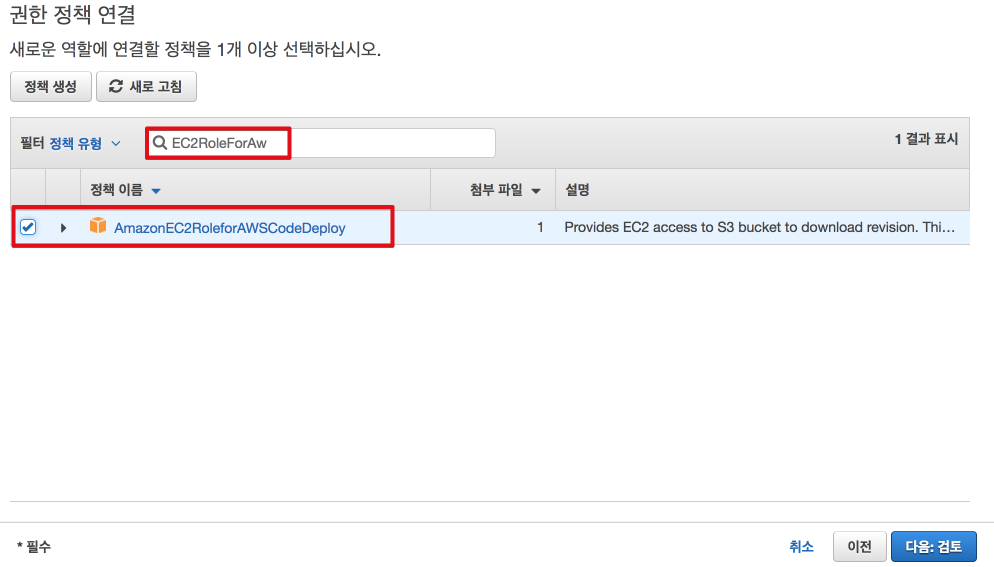 권한 정책 연결
새로운 역할에 연결할 정책을 1개 이상 선택하십시오.
정책 생성 새로 고침
필터 정책 유형 EC2RoleForAw 1 결과 표시
정책 이름 첨부 파일 설명
AmazonEC2RoleforAWSCodeDeploy 1 Provides EC2 access to S3 bucket to download revision. Thi…
* 필수 취소 이전 다음: 검토